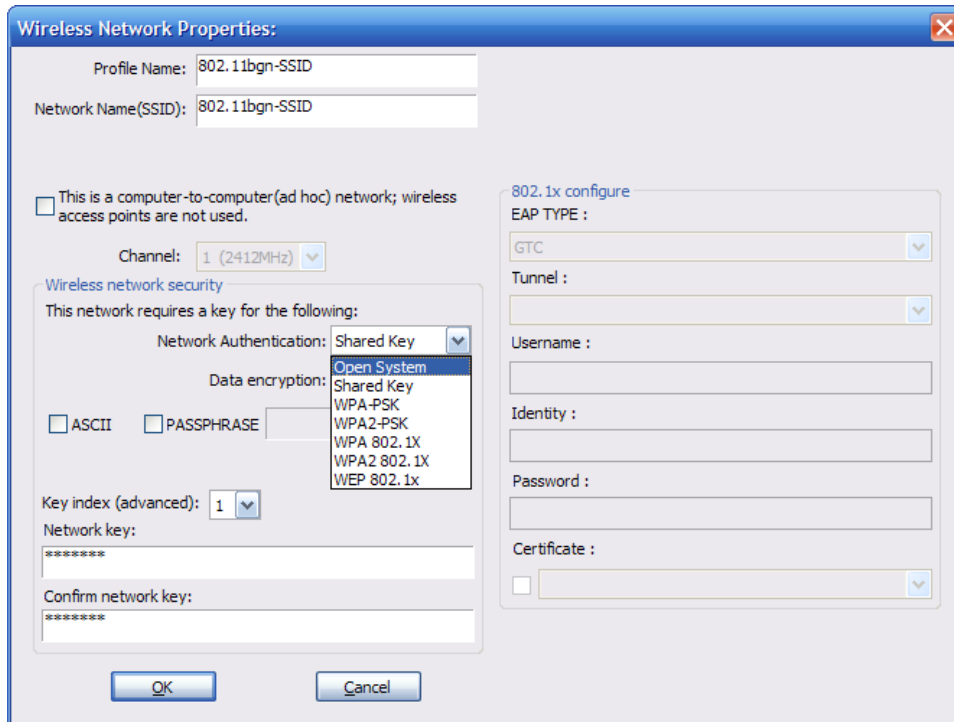 Wireless Network Properties:
Profile Name: 802.11bgn-SSID
Network Name(SSID): 802.11bgn-SSID
This is a computer-to-computer(ad hoc) network; wireless
access points are not used.
Channel: 1 (2412MHz)
Wireless network security
This network requires a key for the following:
Network Authentication: Shared Key
Open System
Data encryption:
Shared Key
WPA-PSK
WPA2-PSK
WPA 802.1X
WPA2 802.1X
WEP 802.1x
ASCII PASSPHRASE
Key index (advanced): 1
Network key:
*******
Confirm network key:
*******
OK Cancel
802.1x configure
EAP TYPE :
GTC
Tunnel :
Username :
Identity :
Password :
Certificate :